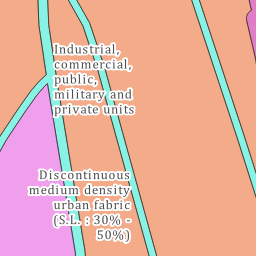 Industrial,
commercial,
public,
military and
private units
Discontinuous
medium density
urban fabric
(S.L. : 30% -
50%)